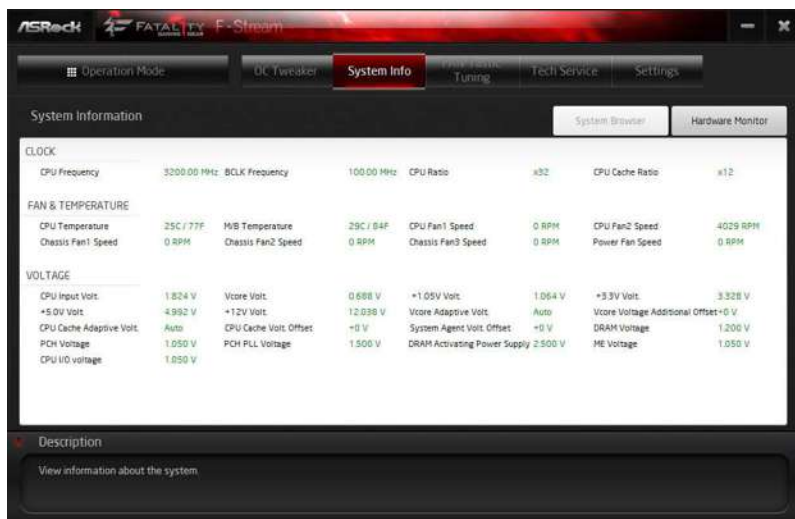 ASRock FATAL1TY GAMING GEAR F-Stream
Operation Mode OC Tweaker System Info Tuning Tech Service Settings
System Information System Browser Hardware Monitor
CLOCK
CPU Frequency 3200.00 MHz BCLK Frequency 100.00 MHz CPU Ratio x32 CPU Cache Ratio x12
FAN & TEMPERATURE
CPU Temperature 25C / 77F M/B Temperature 29C / 84F CPU Fan1 Speed 0 RPM CPU Fan2 Speed 4029 RPM
Chassis Fan1 Speed 0 RPM Chassis Fan2 Speed 0 RPM Chassis Fan3 Speed 0 RPM Power Fan Speed 0 RPM
VOLTAGE
CPU Input Volt. 1.824 V Vcore Volt. 0.688 V +1.05V Volt. 1.064 V +3.3V Volt. 3.328 V
+5.0V Volt. 4.992 V +12V Volt. 12.038 V Vcore Adaptive Volt. Auto Vcore Voltage Additional Offset +0 V
CPU Cache Adaptive Volt. Auto CPU Cache Volt. Offset +0 V System Agent Volt. Offset +0 V DRAM Voltage 1.200 V
PCH Voltage 1.050 V PCH PLL Voltage 1.500 V DRAM Activating Power Supply 2.500 V ME Voltage 1.050 V
CPU I/O voltage 1.050 V
Description
View information about the system.